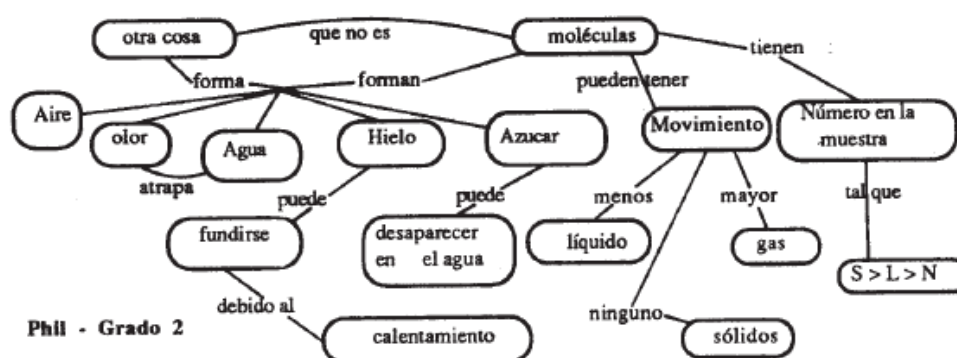 otra cosa
que no es
moléculas
tienen :
forma
forman
pueden tener
Aire
olor
Agua
Hielo
Azucar
Movimiento
Número en la
muestra
atrapa
puede
puede
menos
mayor
tal que
fundirse
desaparecer
en el agua
líquido
gas
S > L > N
debido al
ninguno
Phil - Grado 2
calentamiento
sólidos